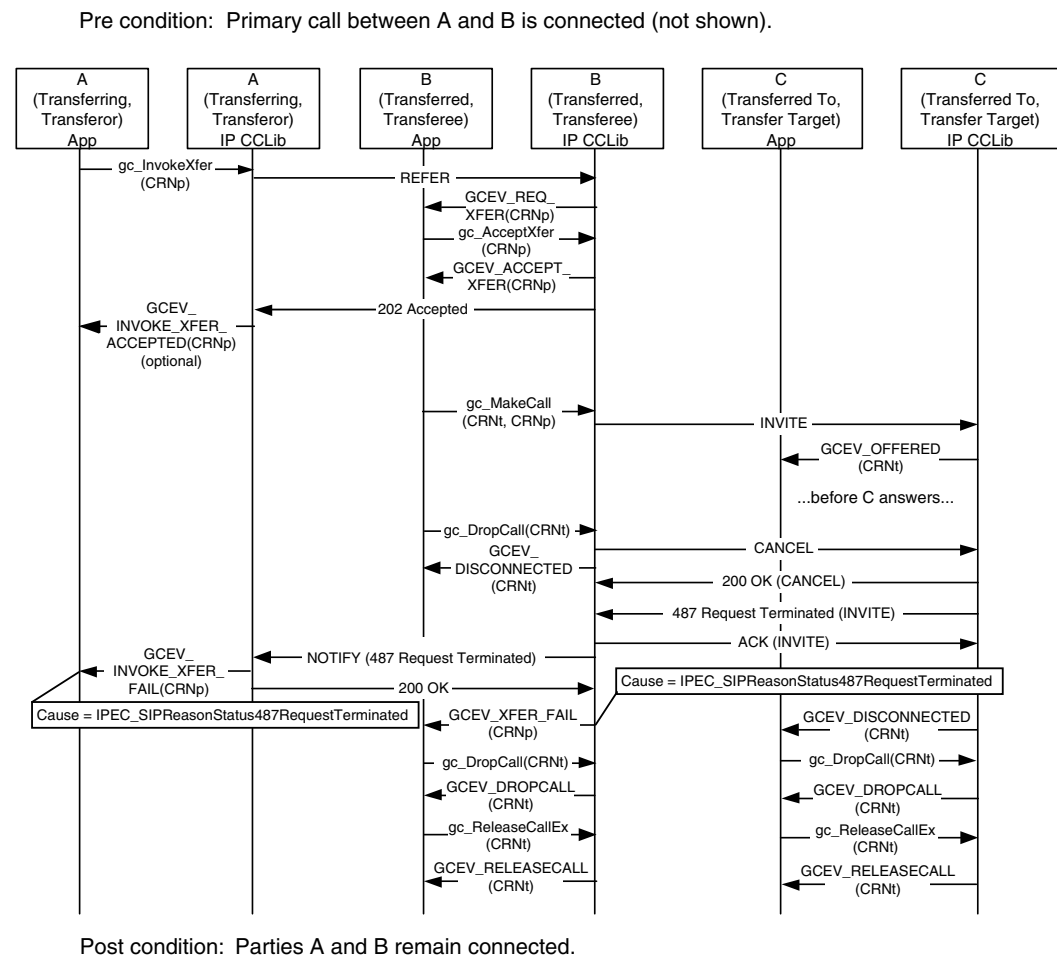 Pre condition: Primary call between A and B is connected (not shown).
A
(Transferring,
Transferor)
App
A
(Transferring,
Transferor)
IP CCLib
B
(Transferred,
Transferee)
App
B
(Transferred,
Transferee)
IP CCLib
C
(Transferred To,
Transfer Target)
App
C
(Transferred To,
Transfer Target)
IP CCLib
gc_InvokeXfer
(CRNp)
REFER
GCEV_REQ_
XFER(CRNp)
gc_AcceptXfer
(CRNp)
GCEV_ACCEPT_
XFER(CRNp)
202 Accepted
GCEV_
INVOKE_XFER_
ACCEPTED(CRNp)
(optional)
gc_MakeCall
(CRNt, CRNp)
INVITE
GCEV_OFFERED
(CRNt)
...before C answers...
gc_DropCall(CRNt)
CANCEL
GCEV_
DISCONNECTED
(CRNt)
200 OK (CANCEL)
487 Request Terminated (INVITE)
ACK (INVITE)
NOTIFY (487 Request Terminated)
GCEV_
INVOKE_XFER_
FAIL(CRNp)
200 OK
Cause = IPEC_SIPReasonStatus487RequestTerminated
Cause = IPEC_SIPReasonStatus487RequestTerminated
GCEV_XFER_FAIL
(CRNp)
GCEV_DISCONNECTED
(CRNt)
gc_DropCall(CRNt)
gc_DropCall(CRNt)
GCEV_DROPCALL
(CRNt)
GCEV_DROPCALL
(CRNt)
gc_ReleaseCallEx
(CRNt)
gc_ReleaseCallEx
(CRNt)
GCEV_RELEASECALL
(CRNt)
GCEV_RELEASECALL
(CRNt)
Post condition: Parties A and B remain connected.